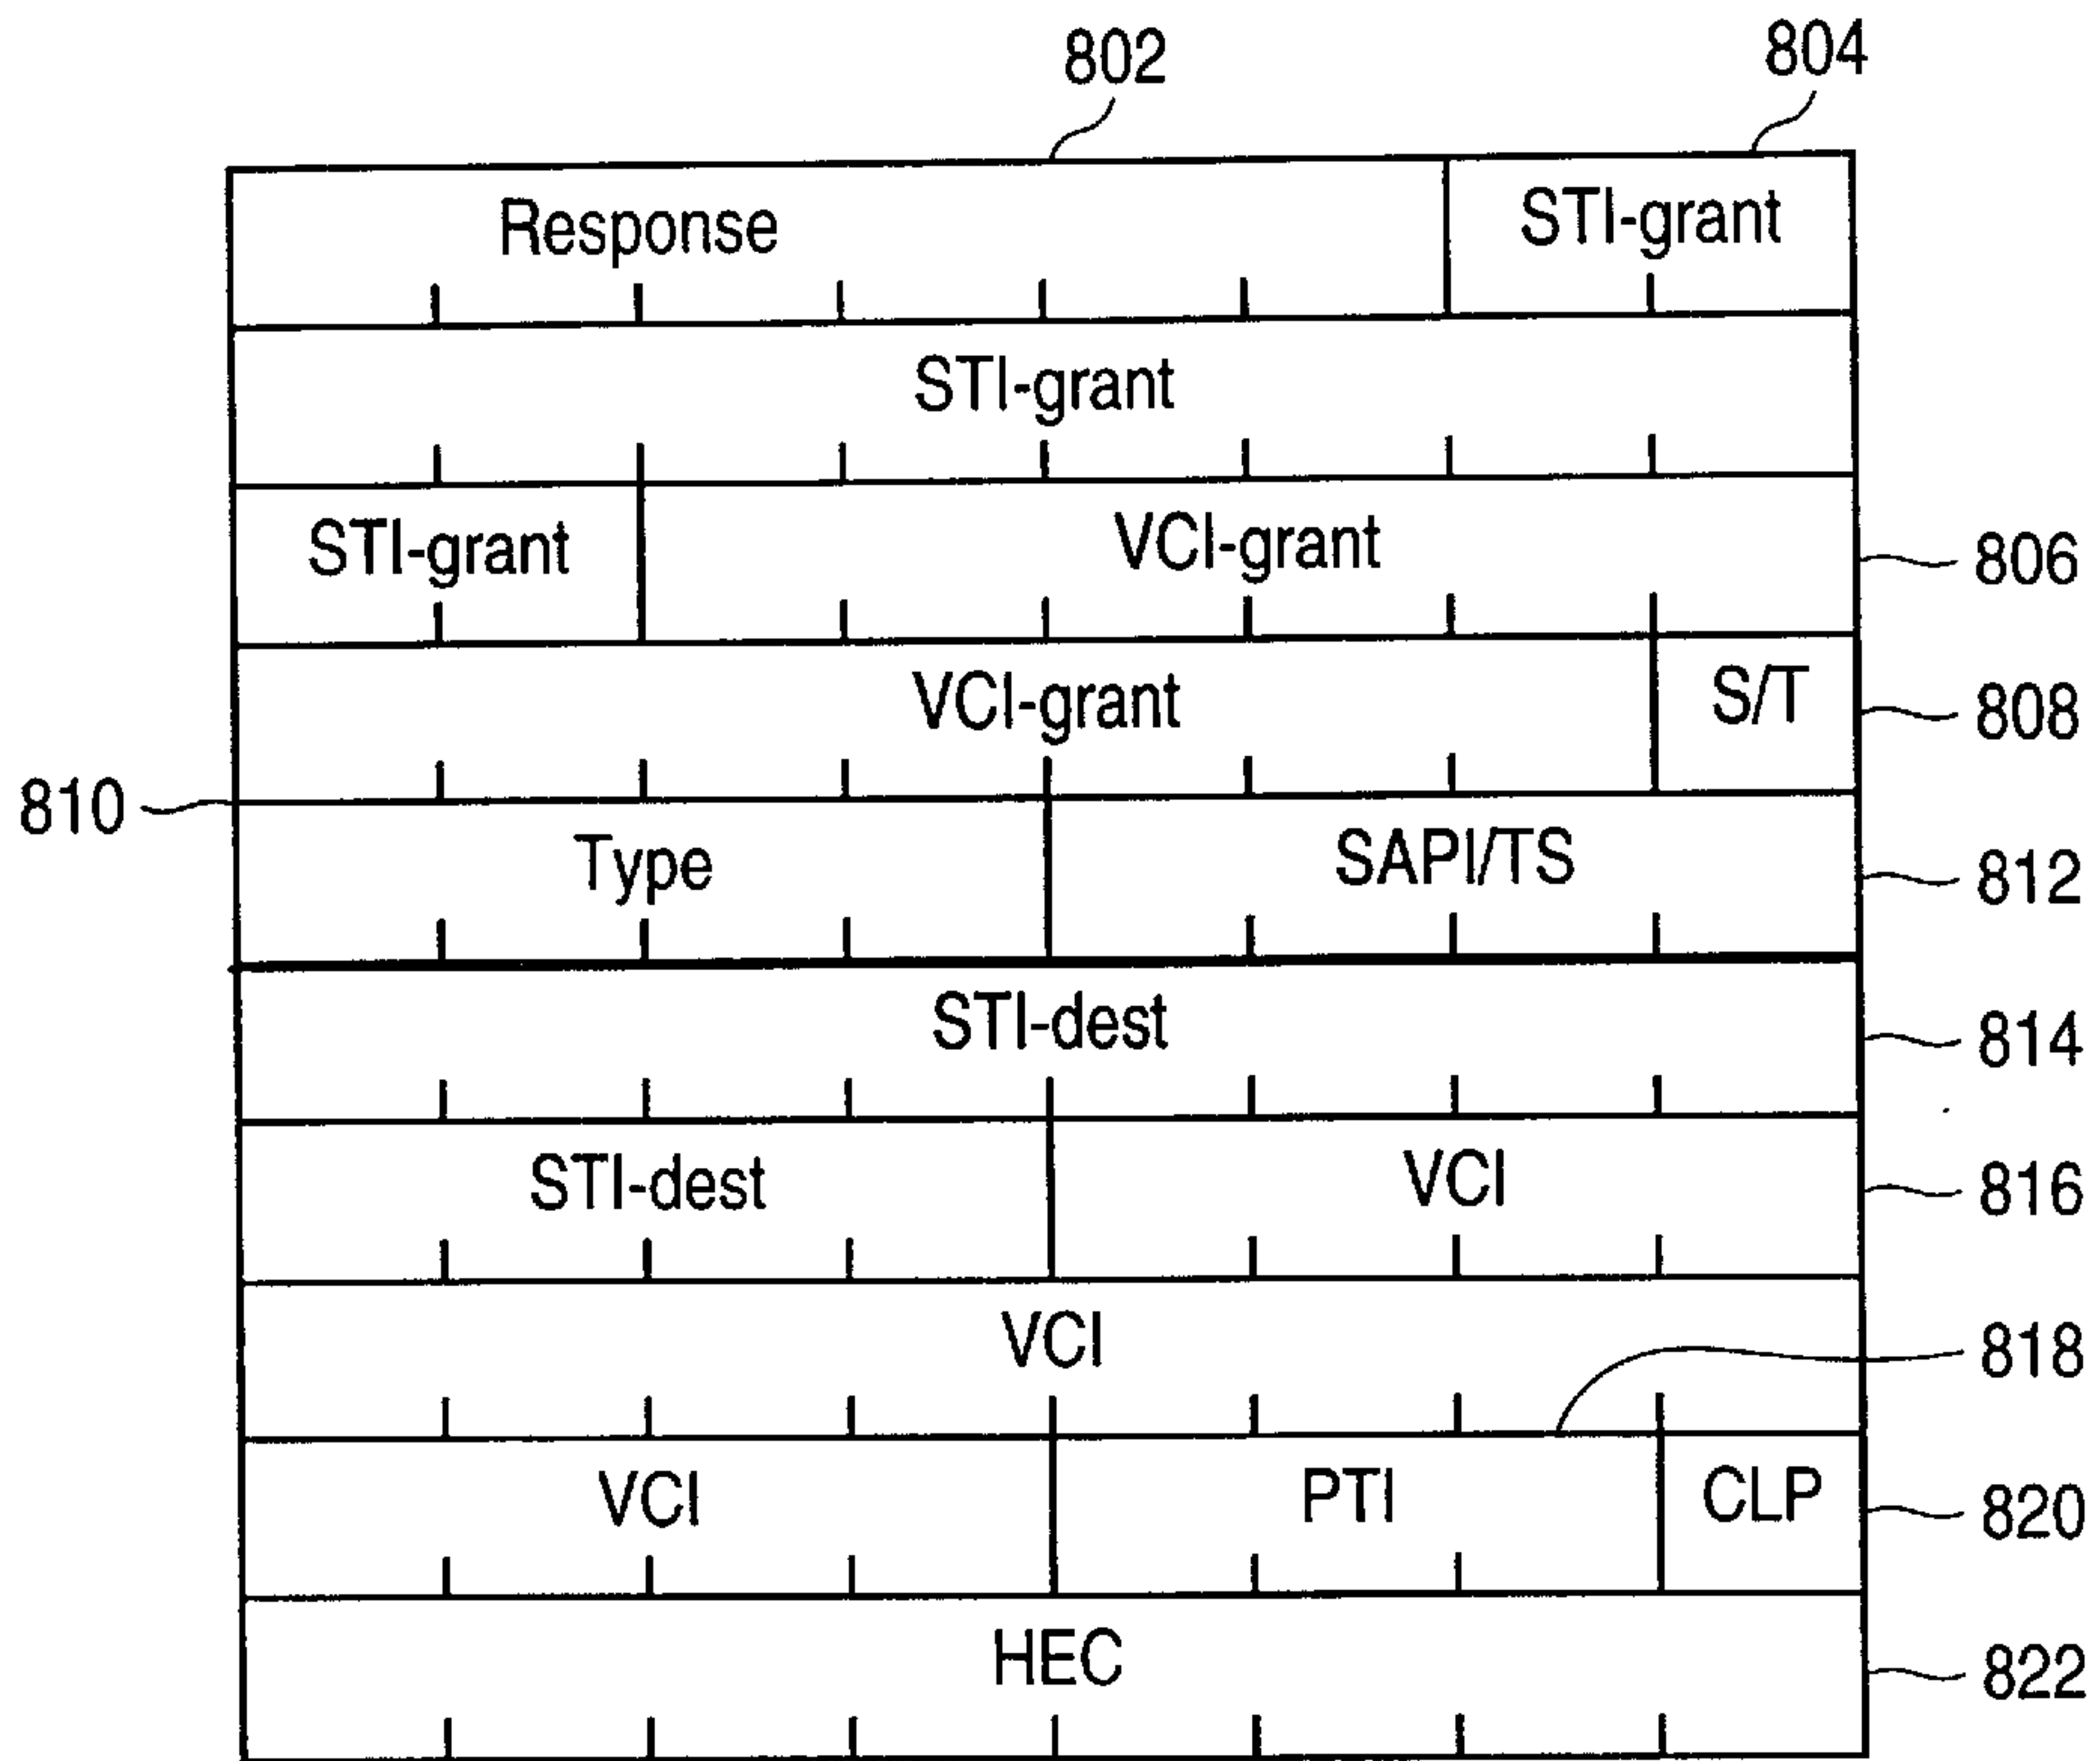 802 804
Response STI-grant
STI-grant
STI-grant VCI-grant 806
VCI-grant S/T 808
810
Type SAPI/TS 812
STI-dest 814
STI-dest VCI 816
VCI 818
VCI PTI CLP 820
HEC 822